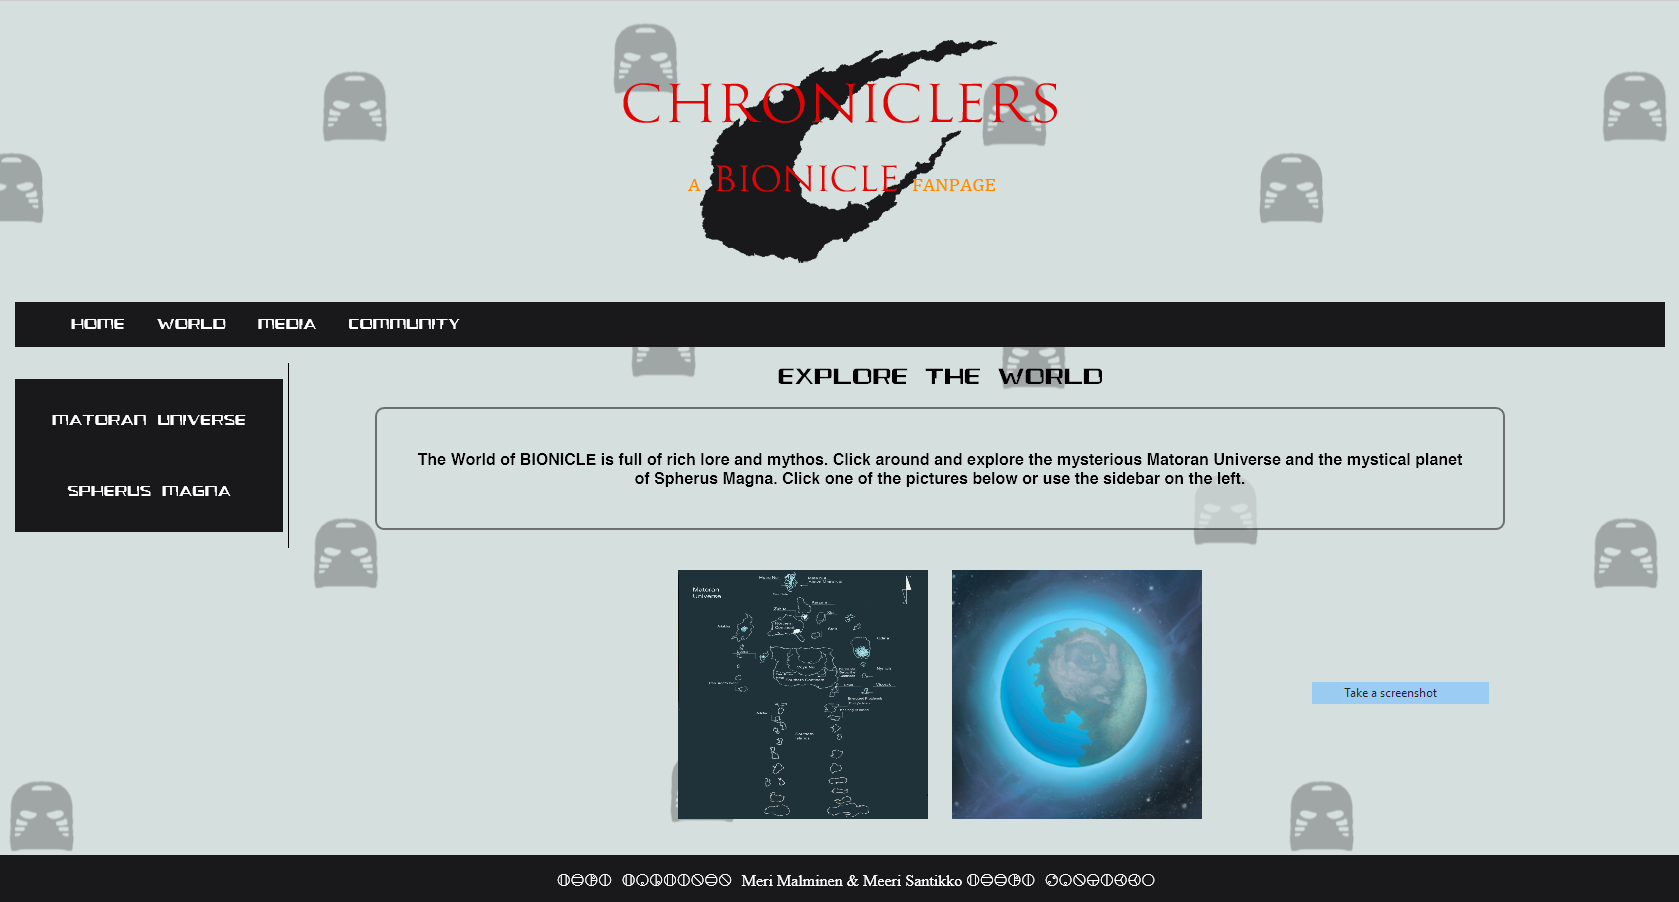 CHRONICLERS
A BIONICLE FANPAGE
HOME WORLD MEDIA COMMUNITY
MATORAN UNIVERSE
SPHERUS MAGNA
EXPLORE THE WORLD
The World of BIONICLE is full of rich lore and mythos. Click around and explore the mysterious Matoran Universe and the mystical planet
of Spherus Magna. Click one of the pictures below or use the sidebar on the left.
Matoran
Universe
Take a screenshot
Meri Malminen & Meeri Santikko